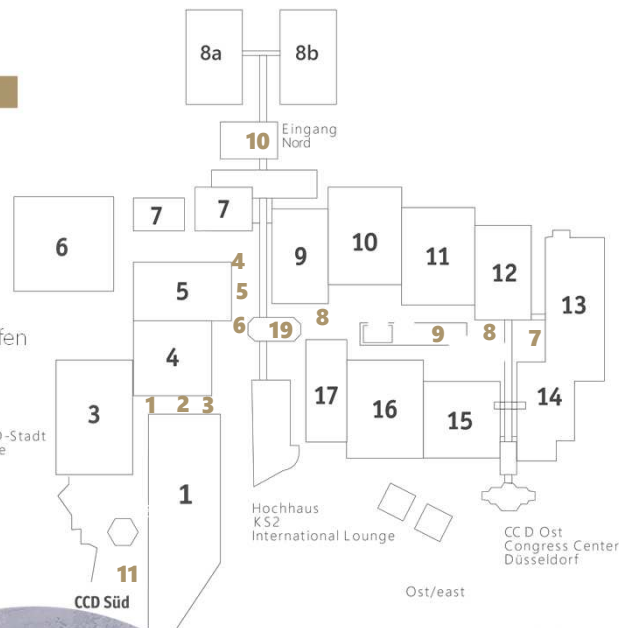 8a
8b
10
Eingang
Nord
7
7
6
9
10
11
12
13
4
5
5
6
19
8
9
8
7
fen
4
17
16
15
14
3
1
2
3
-Stadt
e
1
Hochhaus
KS2
International Lounge
CCD Ost
Congress Center
Düsseldorf
11
CCD Süd
Ost/east